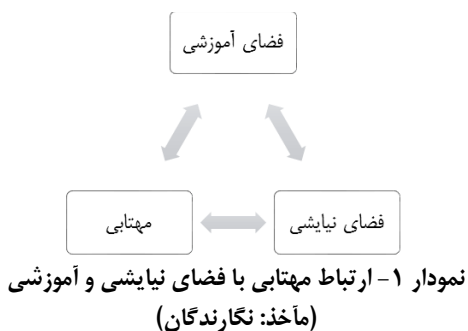 فضای آموزشی
فضای نیایشی
مهتابی
نمودار ۱- ارتباط مهتابی با فضای نیایشی و آموزشی
(مآخذ: نگارندگان)